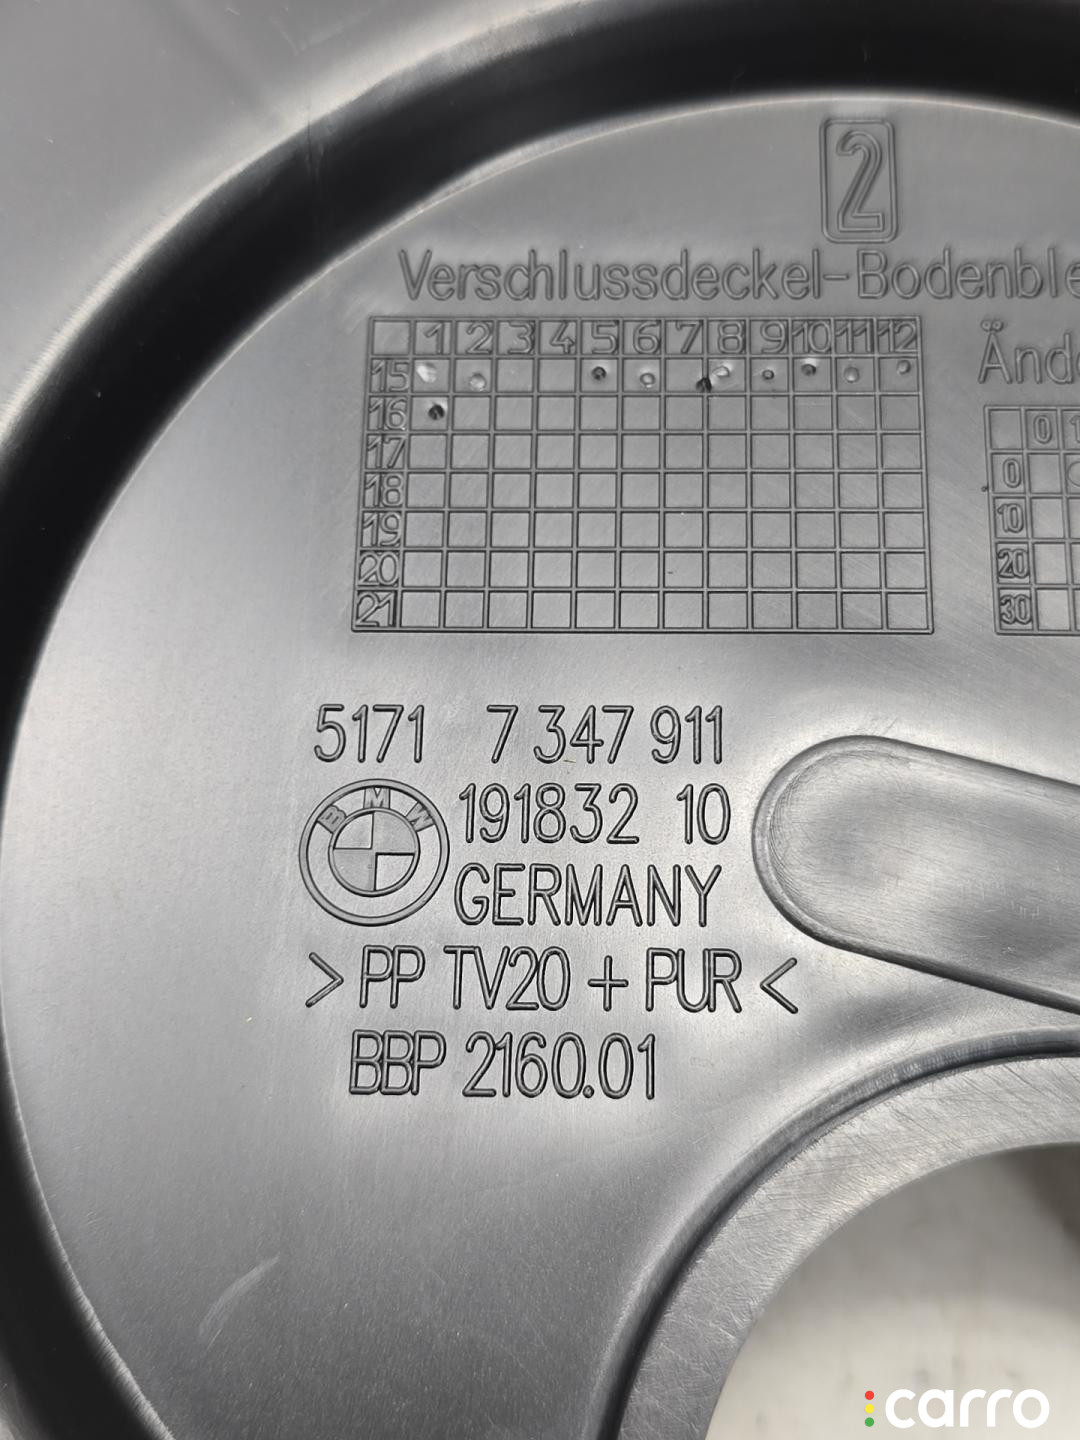 2
Verschlussdeckel-Bodenble
1 2 3 4 5 6 7 8 9 10 11 12
15
16
17
18
19
20
21
Ände
0 1
0
10
20
30
5171 7 347 911
BMW
191832 10
GERMANY
>PP TV20 + PUR<
BBP 2160.01
carro